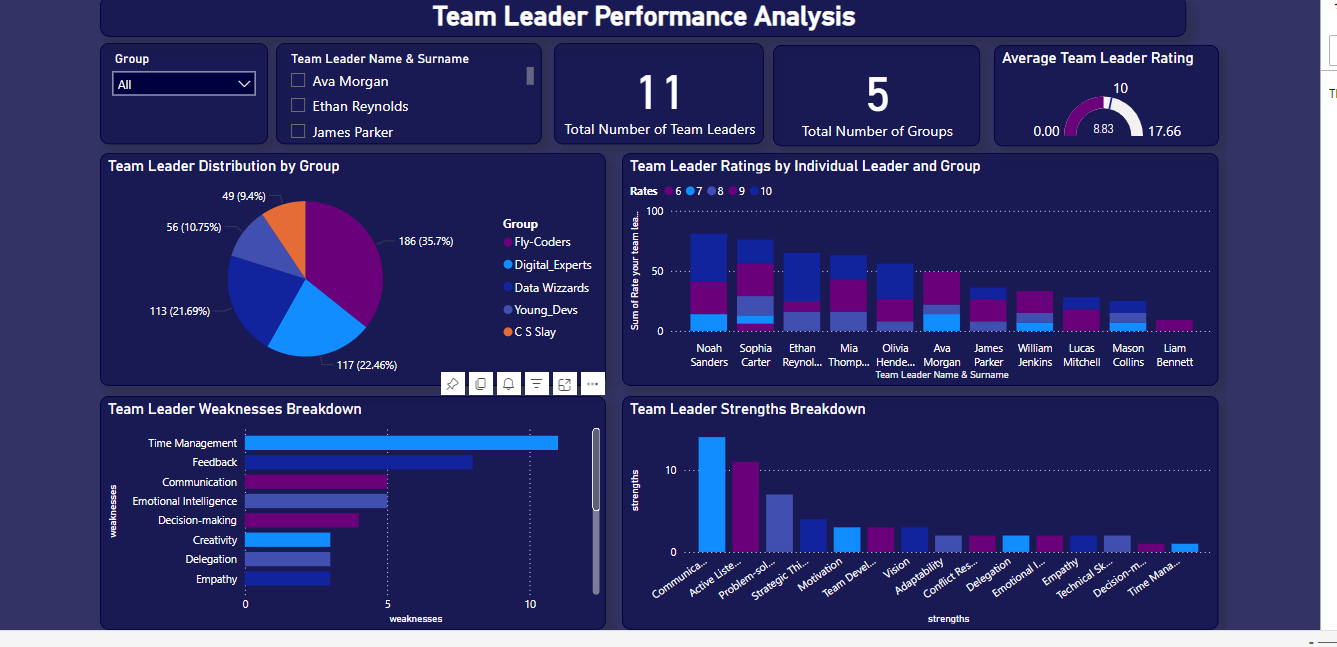 Team Leader Performance Analysis
Group
All
Team Leader Name & Surname
Ava Morgan
Ethan Reynolds
James Parker
11
Total Number of Team Leaders
5
Total Number of Groups
Average Team Leader Rating
10
0.00
8.83
17.66
Team Leader Distribution by Group
49 (9.4%)
56 (10.75%)
186 (35.7%)
113 (21.69%)
117 (22.46%)
Group
Fly-Coders
Digital_Experts
Data Wizzards
Young_Devs
C S Slay
Team Leader Ratings by Individual Leader and Group
Rates 6 7 8 9 10
Sum of Rate your team lea...
100
50
0
Noah Sanders
Sophia Carter
Ethan Reynol...
Mia Thomp...
Olivia Hende...
Ava Morgan
James Parker
William Jenkins
Lucas Mitchell
Mason Collins
Liam Bennett
Team Leader Name & Surname
Team Leader Weaknesses Breakdown
weaknesses
Time Management
Feedback
Communication
Emotional Intelligence
Decision-making
Creativity
Delegation
Empathy
0 5 10
weaknesses
Team Leader Strengths Breakdown
strengths
10
0
Communica...
Active Liste...
Problem-sol...
Strategic Thi...
Motivation
Team Devel...
Vision
Adaptability
Conflict Res...
Delegation
Emotional I...
Empathy
Technical Sk...
Decision-m...
Time Mana...
strengths